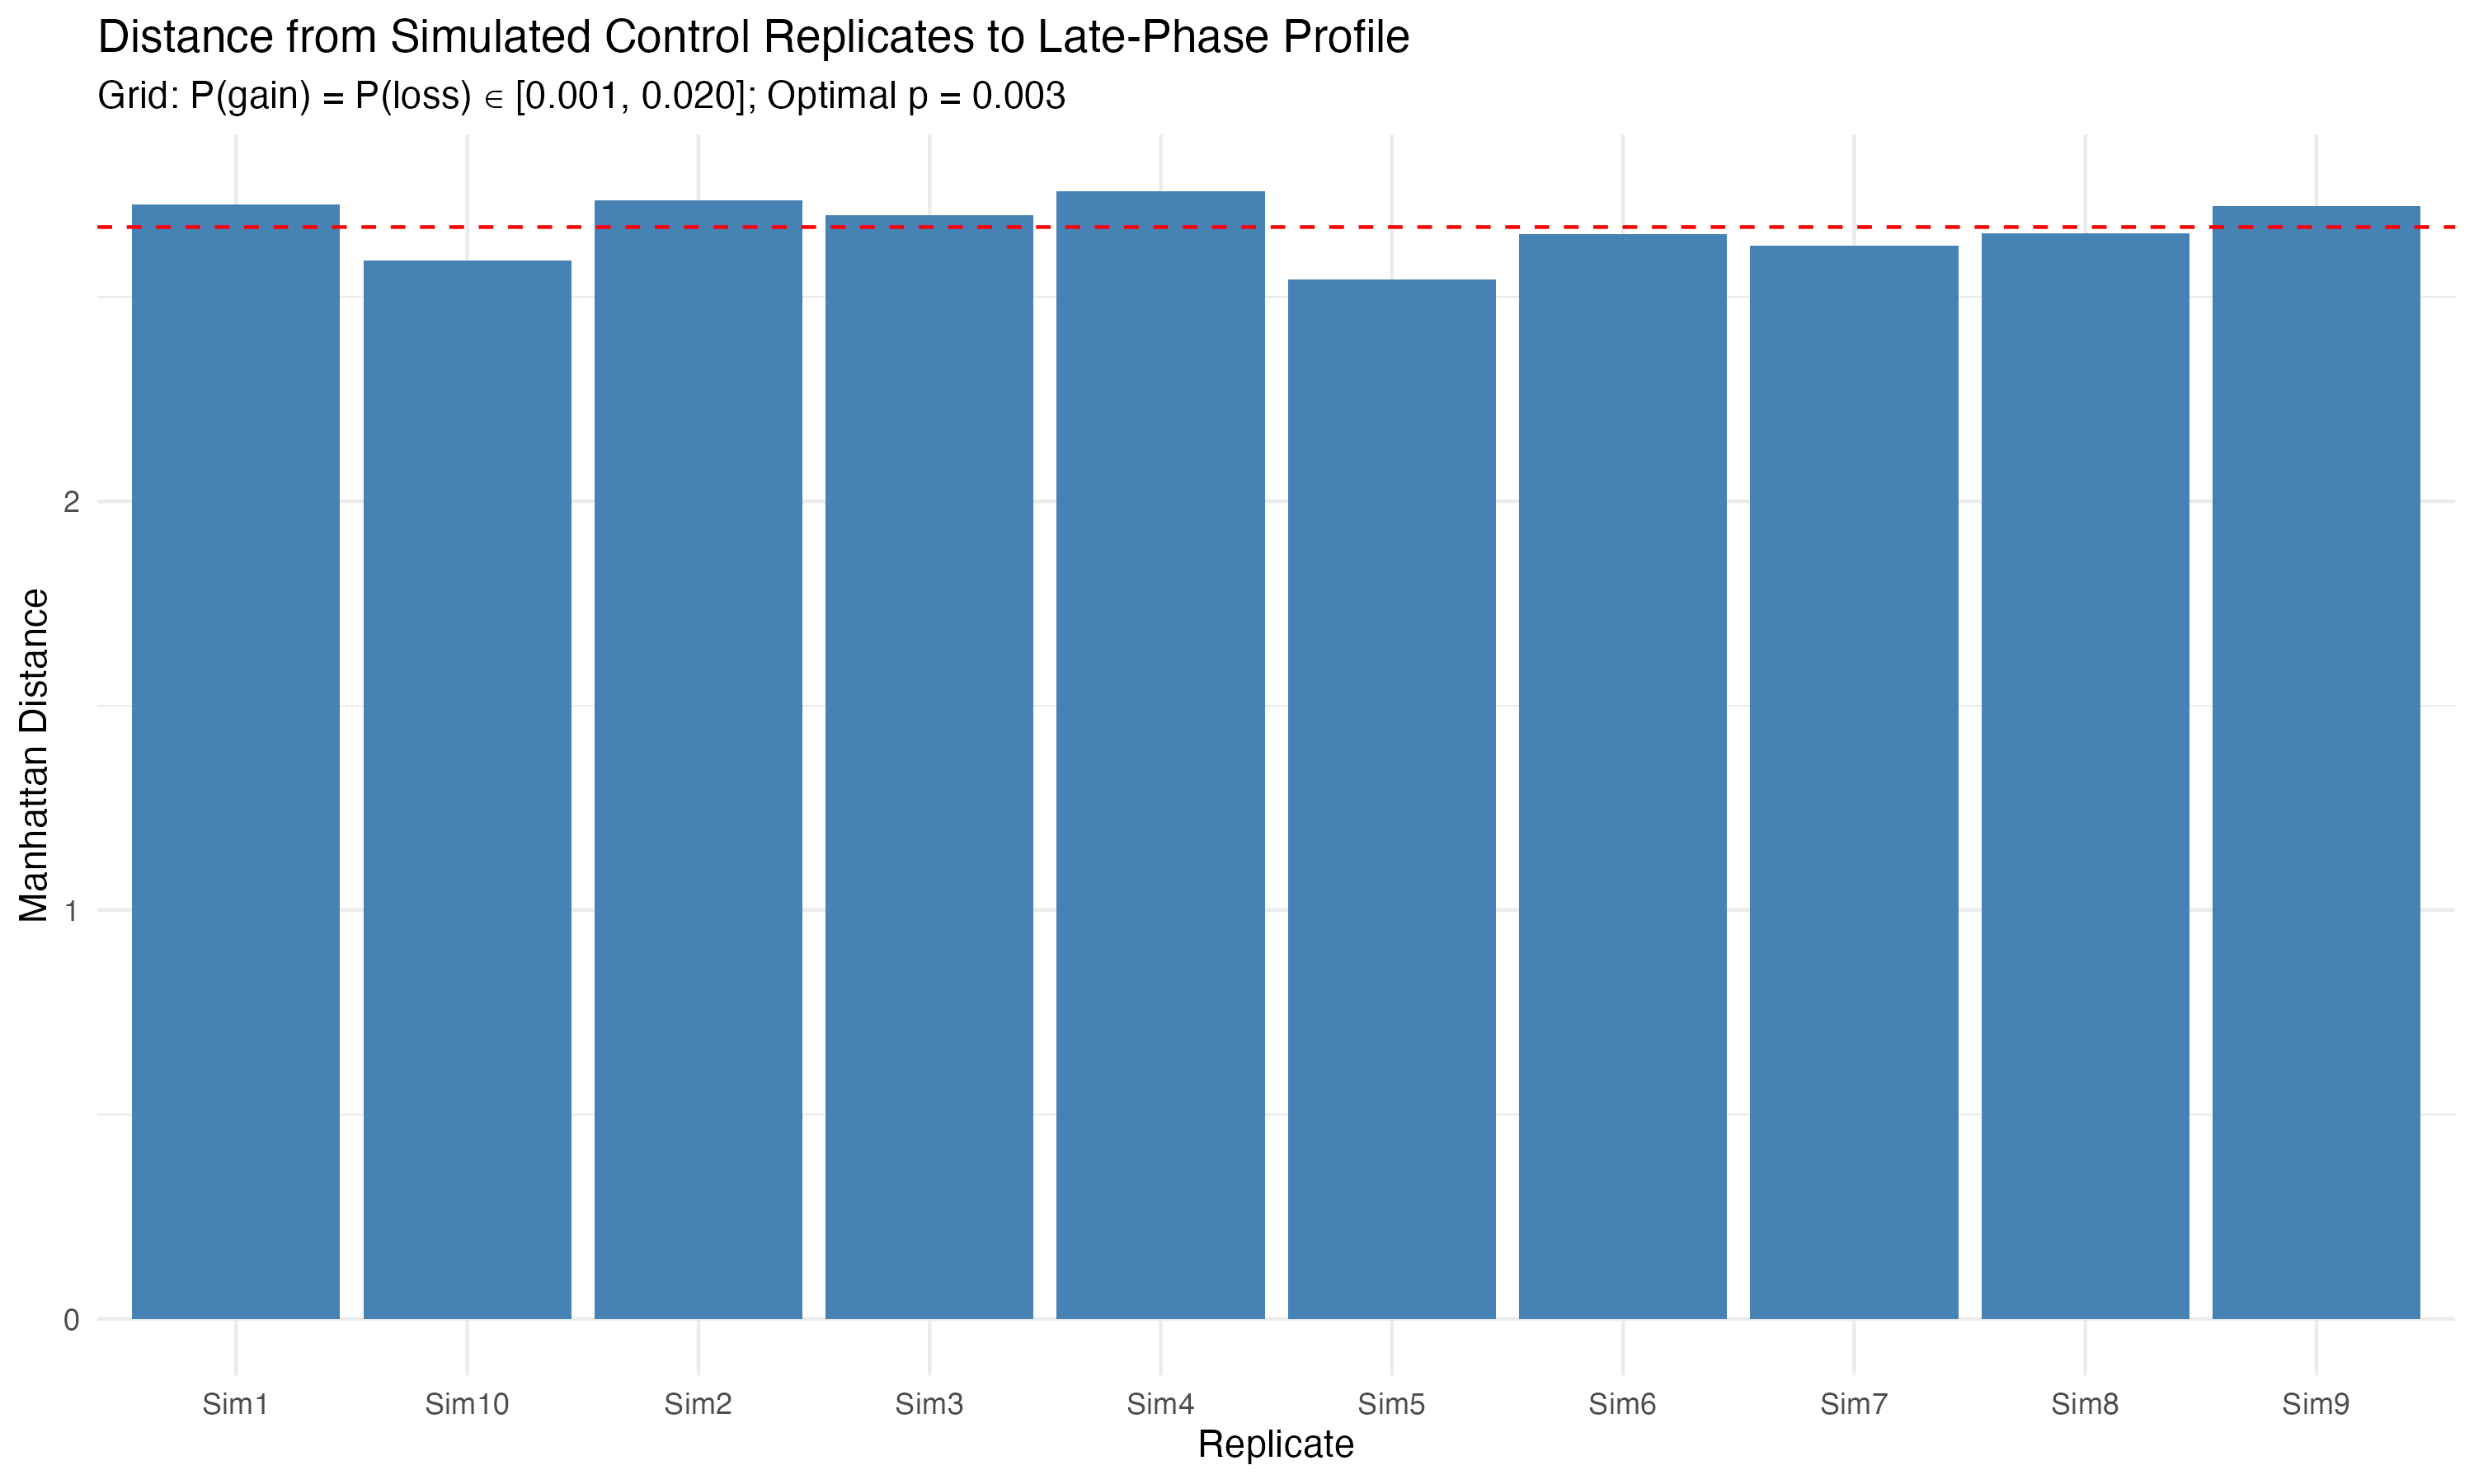 Distance from Simulated Control Replicates to Late-Phase Profile
Grid: P(gain) = P(loss) ∈ [0.001, 0.020]; Optimal p = 0.003
Manhattan Distance
2
1
0
Sim1 Sim10 Sim2 Sim3 Sim4 Sim5 Sim6 Sim7 Sim8 Sim9
Replicate